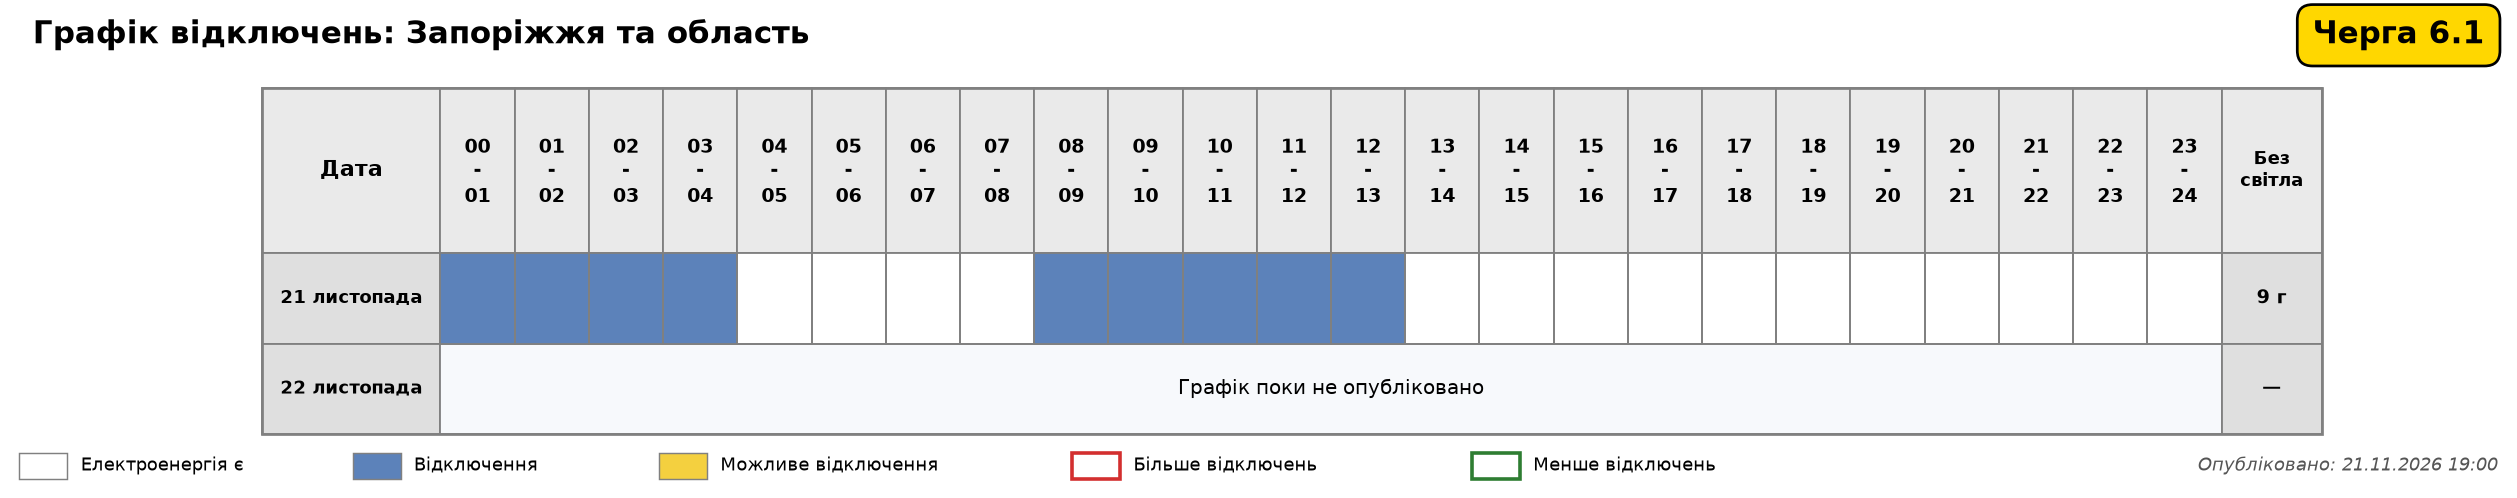 Графік відключень: Запоріжжя та область
Черга 6.1
Дата
00 - 01
01 - 02
02 - 03
03 - 04
04 - 05
05 - 06
06 - 07
07 - 08
08 - 09
09 - 10
10 - 11
11 - 12
12 - 13
13 - 14
14 - 15
15 - 16
16 - 17
17 - 18
18 - 19
19 - 20
20 - 21
21 - 22
22 - 23
23 - 24
Без
світла
21 листопада
9 г
22 листопада
Графік поки не опубліковано
—
Електроенергія є
Відключення
Можливе відключення
Більше відключень
Менше відключень
Опубліковано: 21.11.2026 19:00